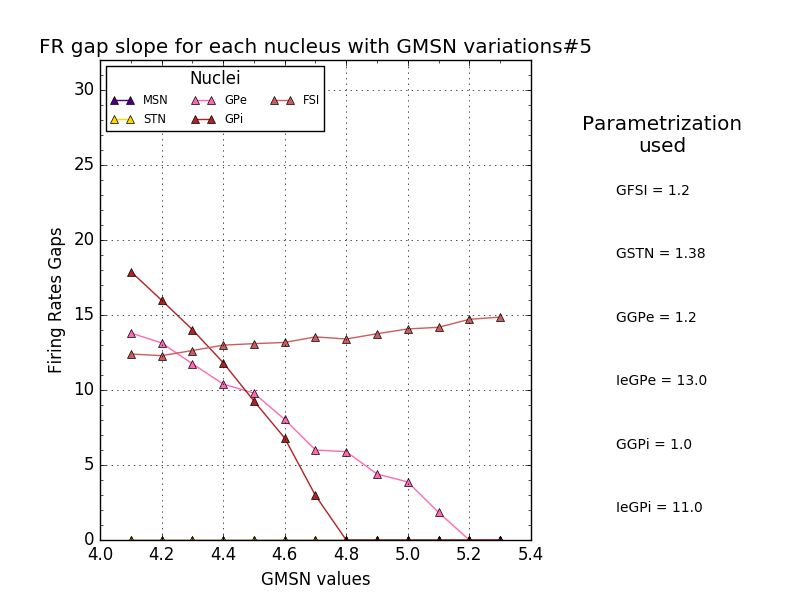 FR gap slope for each nucleus with GMSN variations#5
Nuclei
MSN GPe FSI
STN GPi
30
25
20
15
10
5
0
4.0 4.2 4.4 4.6 4.8 5.0 5.2 5.4
Firing Rates Gaps
GMSN values
Parametrization
used
GFSI = 1.2
GSTN = 1.38
GGPe = 1.2
IeGPe = 13.0
GGPi = 1.0
IeGPi = 11.0